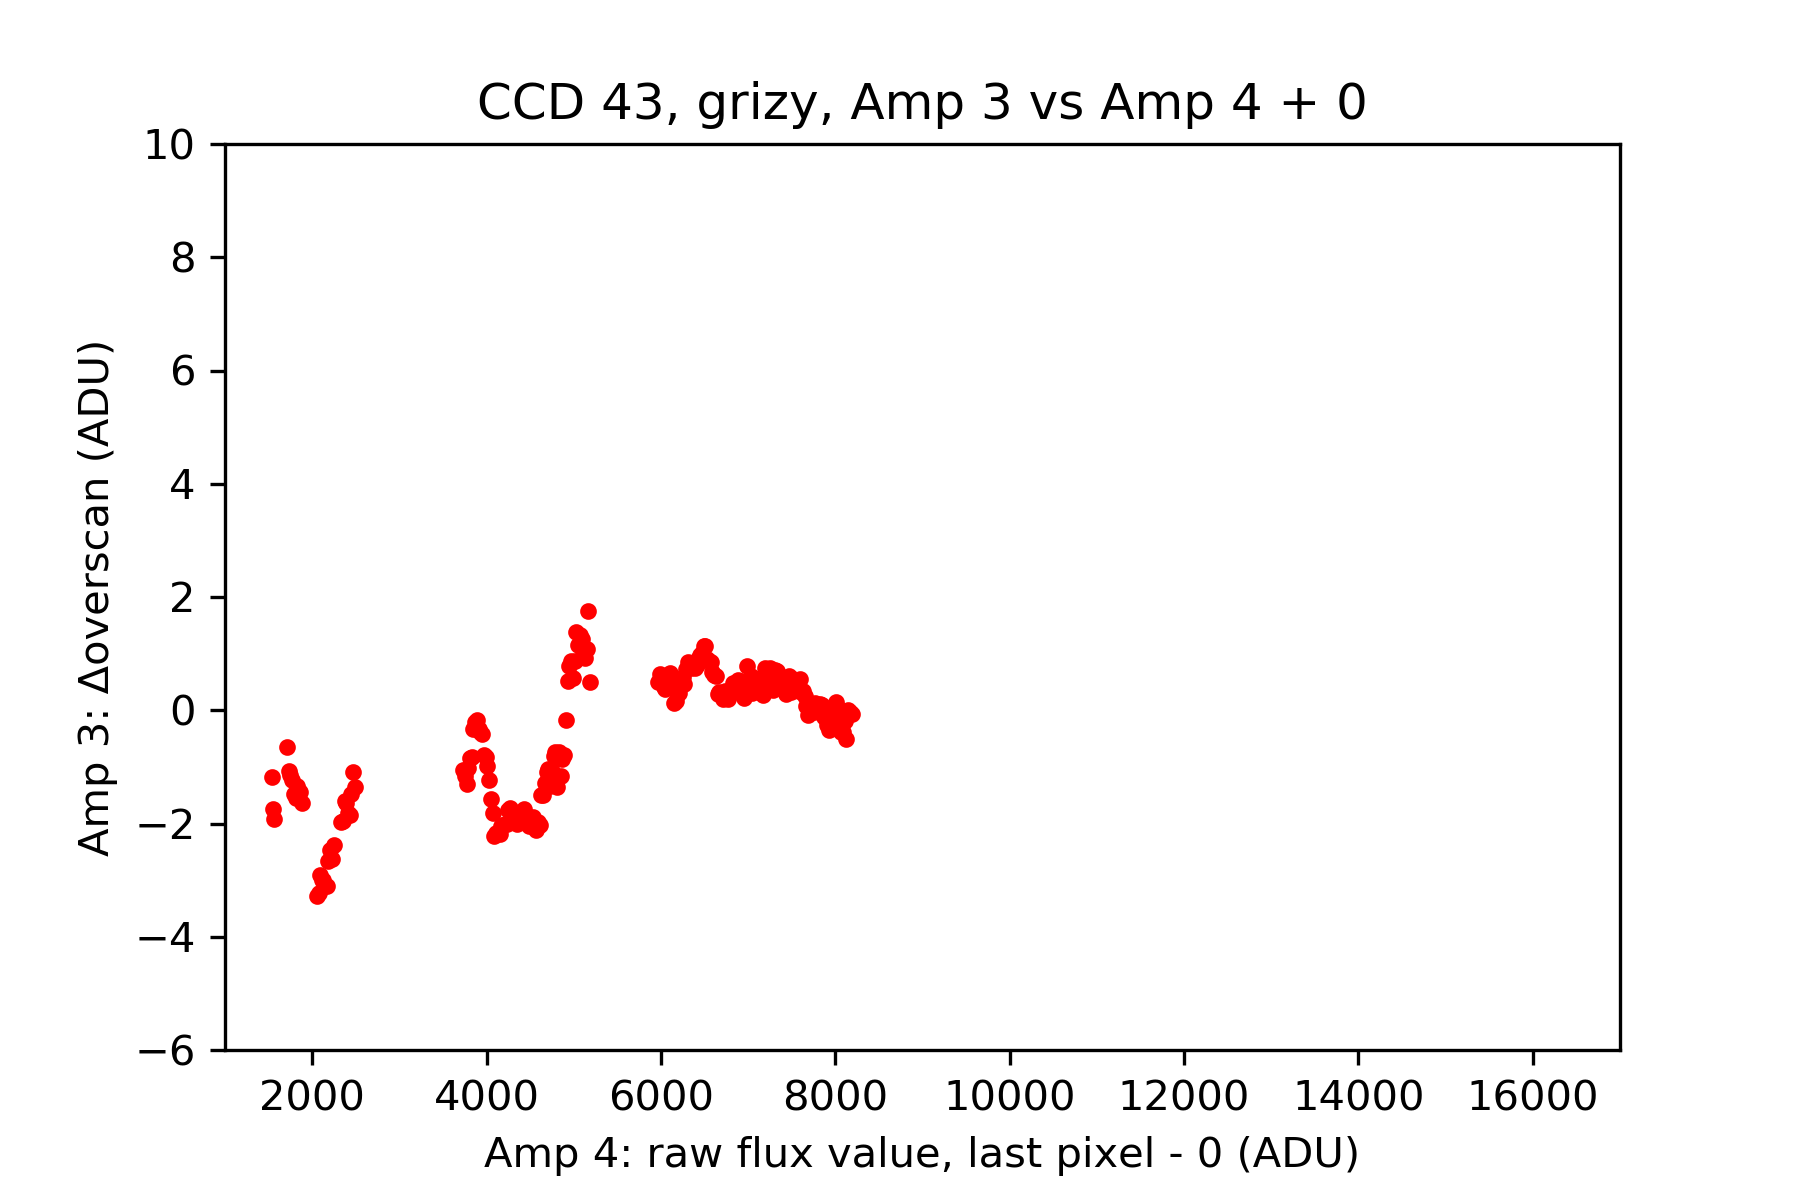 CCD 43, grizy, Amp 3 vs Amp 4 + 0
10
8
6
4
2
0
−2
−4
−6
Amp 3: Δoverscan (ADU)
2000 4000 6000 8000 10000 12000 14000 16000
Amp 4: raw flux value, last pixel - 0 (ADU)